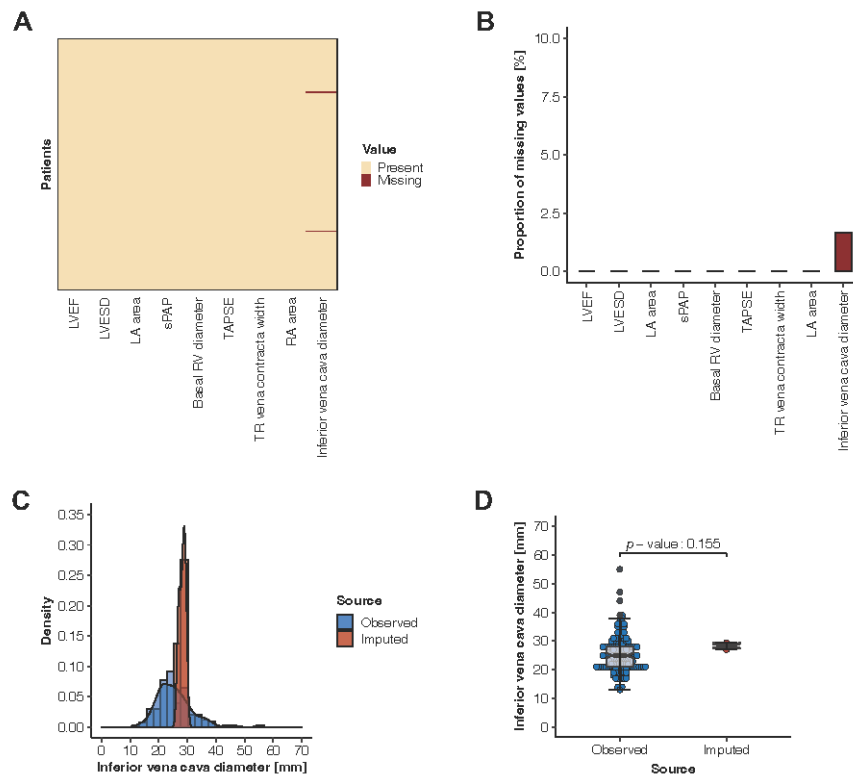 A
Patients
Value
Present
Missing
LVEF
LVESD
LA area
sPAP
Basal RV diameter
TAPSE
TR vena contracta width
RA area
Inferior vena cava diameter
B
Proportion of missing values [%]
10.0
7.5
5.0
2.5
0.0
LVEF
LVESD
LA area
sPAP
Basal RV diameter
TAPSE
TR vena contracta width
LA area
Inferior vena cava diameter
C
Density
0.35
0.30
0.25
0.20
0.15
0.10
0.05
0.00
0 10 20 30 40 50 60 70
Inferior vena cava diameter [mm]
Source
Observed
Imputed
D
Inferior vena cava diameter [mm]
70
60
50
40
30
20
10
0
p – value : 0.155
Observed Imputed
Source